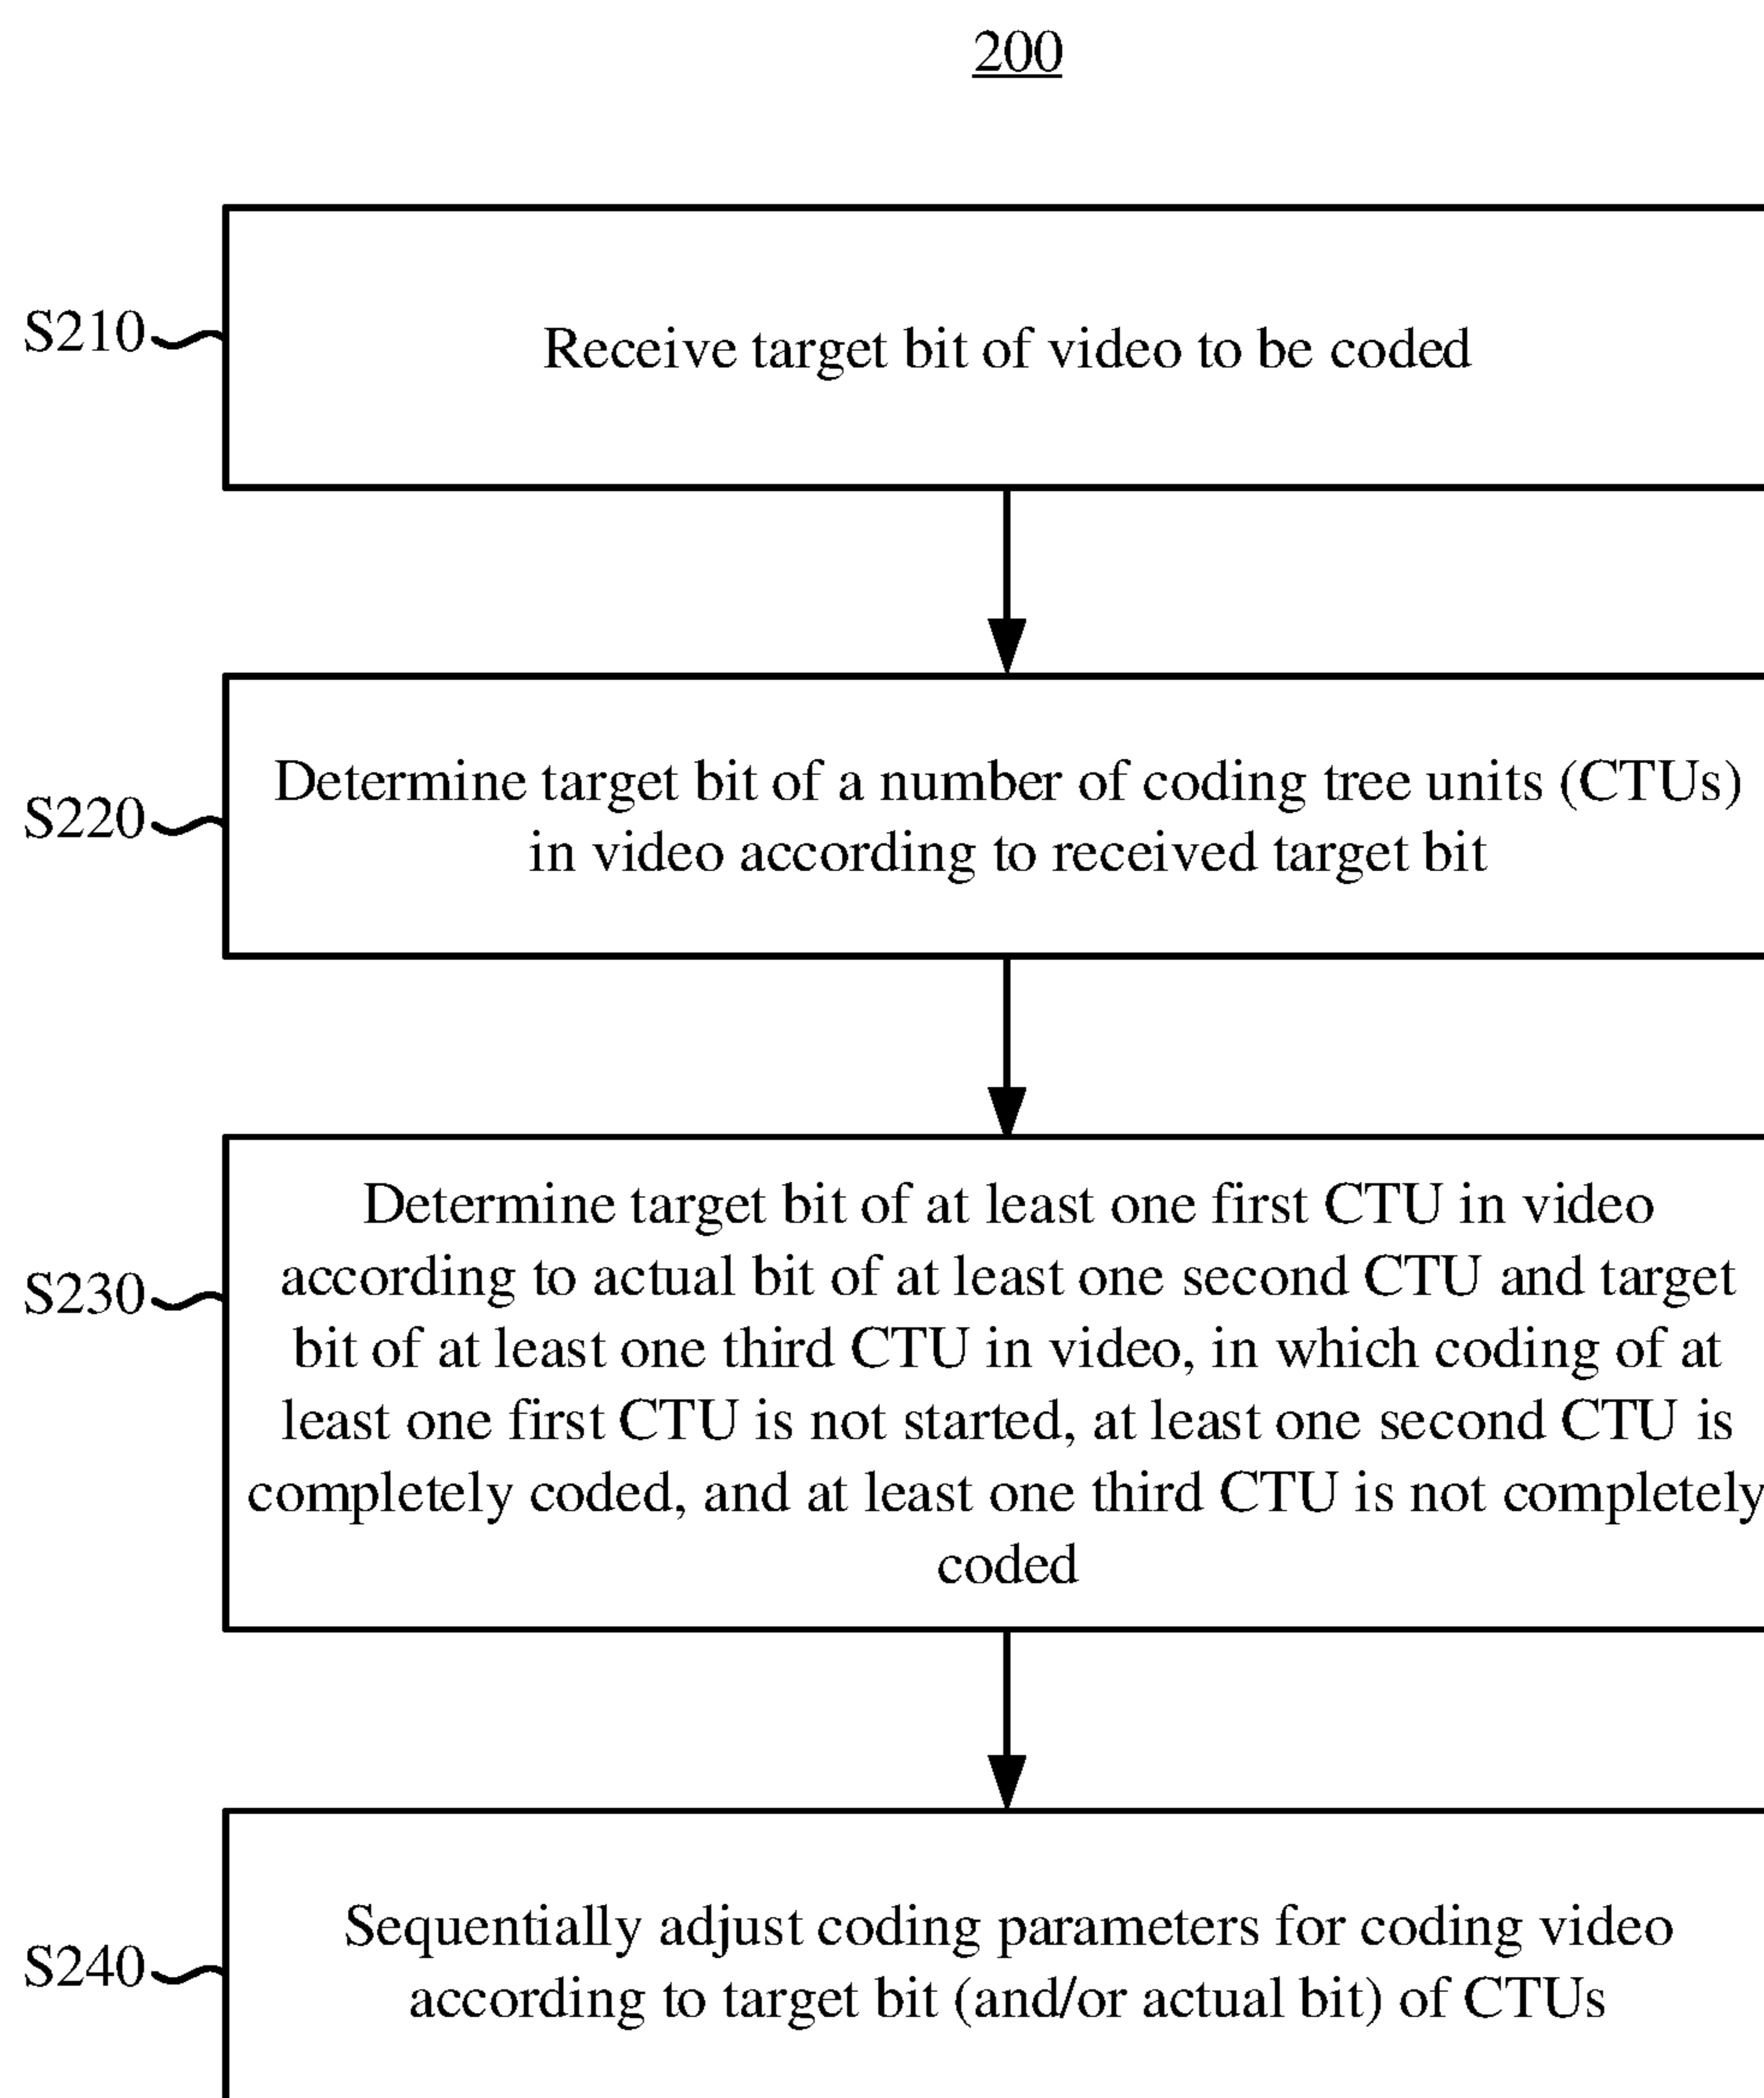 200
S210
Receive target bit of video to be coded
S220
Determine target bit of a number of coding tree units (CTUs)
in video according to received target bit
S230
Determine target bit of at least one first CTU in video
according to actual bit of at least one second CTU and target
bit of at least one third CTU in video, in which coding of at
least one first CTU is not started, at least one second CTU is
completely coded, and at least one third CTU is not completely
coded
S240
Sequentially adjust coding parameters for coding video
according to target bit (and/or actual bit) of CTUs